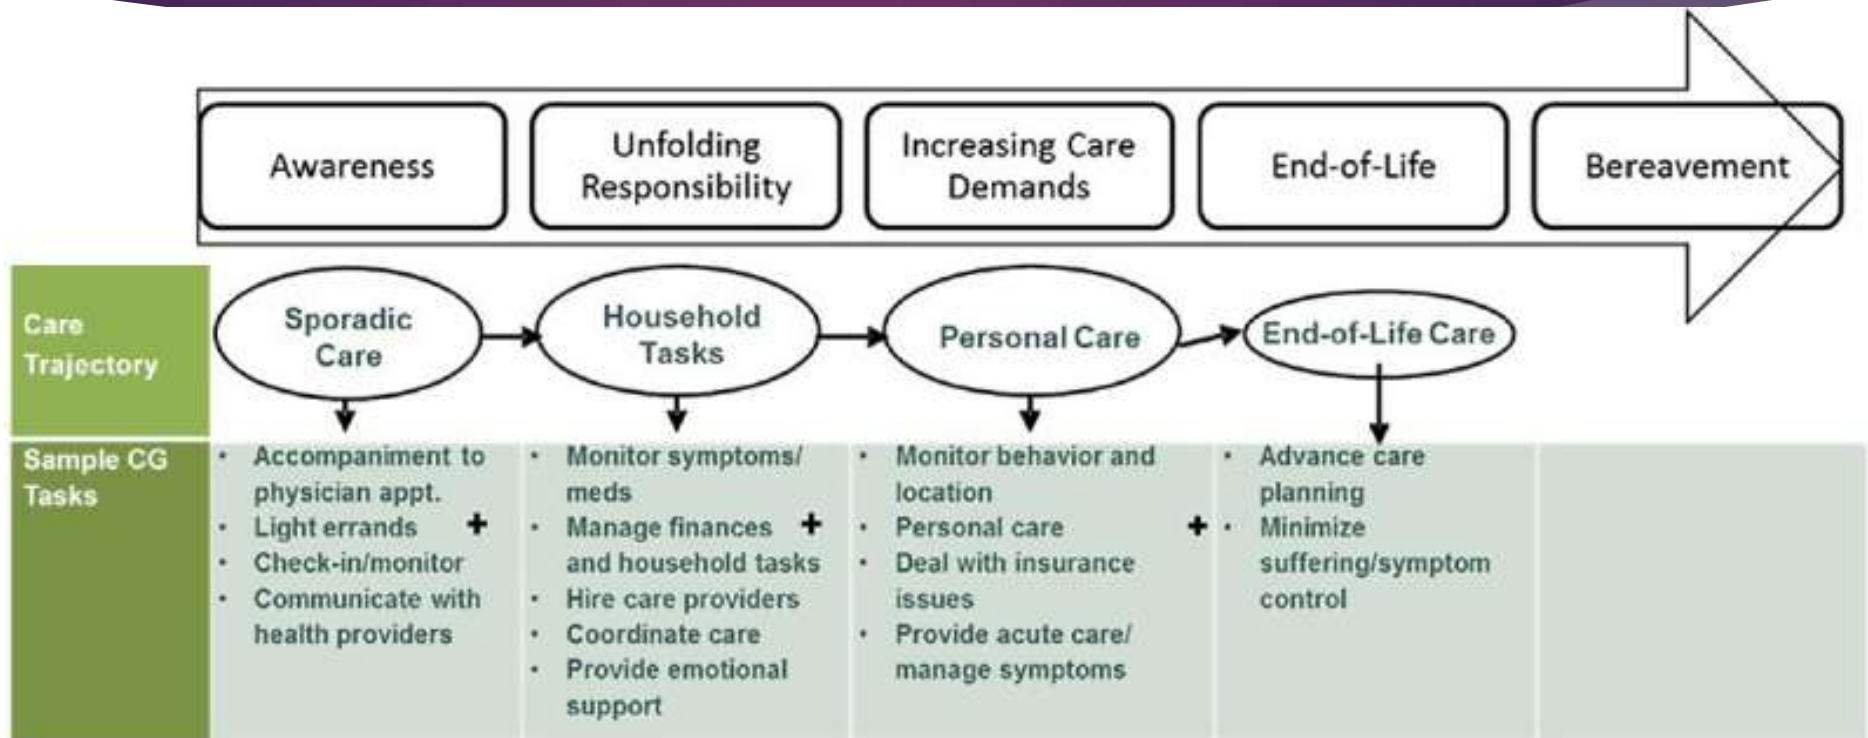 Awareness
Unfolding
Responsibility
Increasing Care
Demands
End-of-Life
Bereavement
Care
Trajectory
Sporadic
Care
Household
Tasks
Personal Care
End-of-Life Care
Sample CG
Tasks
• Accompaniment to
physician appt.
• Light errands +
• Check-in/monitor
• Communicate with
health providers
• Monitor symptoms/
meds
• Manage finances +
and household tasks
• Hire care providers
• Coordinate care
• Provide emotional
support
• Monitor behavior and
location
• Personal care +
• Deal with insurance
issues
• Provide acute care/
manage symptoms
• Advance care
planning
• Minimize
suffering/symptom
control